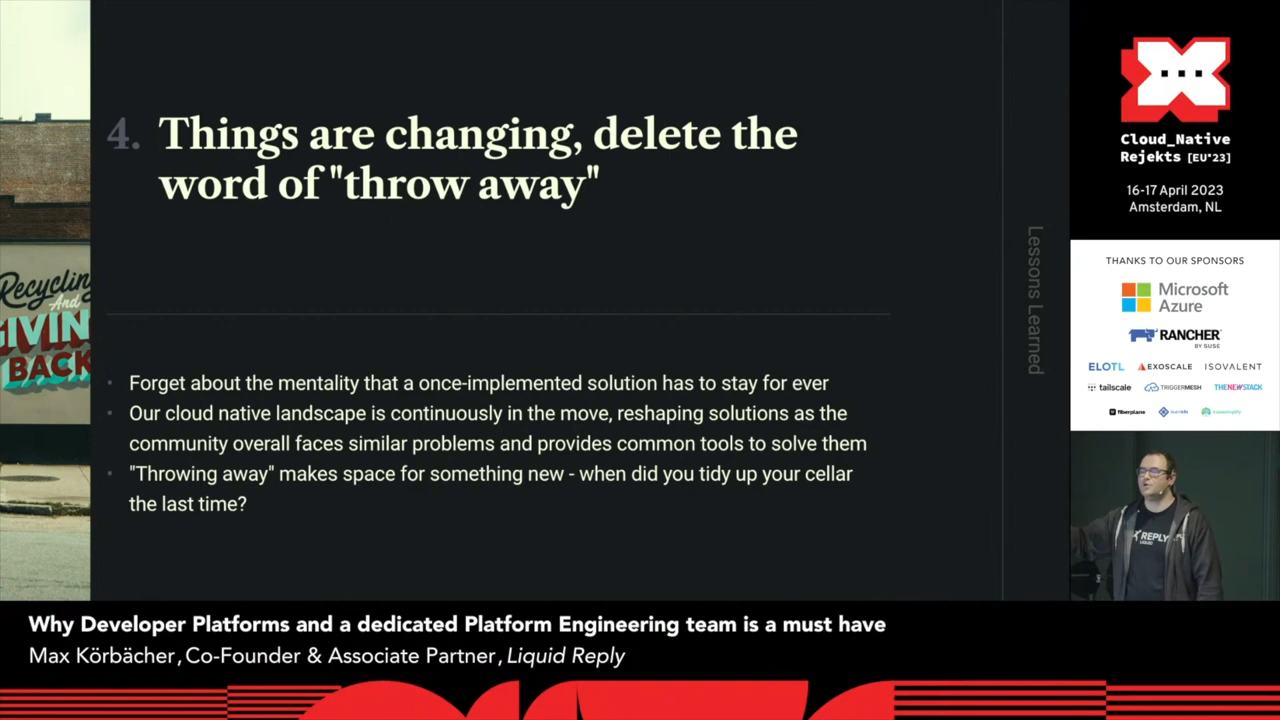 4. Things are changing, delete the
word of "throw away"
Forget about the mentality that a once-implemented solution has to stay for ever
Our cloud native landscape is continuously in the move, reshaping solutions as the
community overall faces similar problems and provides common tools to solve them
"Throwing away" makes space for something new - when did you tidy up your cellar
the last time?
Lessons Learned
Recyclin
And
IVIN
BACK
Cloud_Native
Rejekts [EU'23]
16-17 April 2023
Amsterdam, NL
THANKS TO OUR SPONSORS
Microsoft
Azure
RANCHER
BY SUSE
ELOTL EXOSCALE ISOVALENT
tailscale TRIGGERMESH THENEWSTACK
fiberplane
REPLY
LIQUID
Why Developer Platforms and a dedicated Platform Engineering team is a must have
Max Körbächer, Co-Founder & Associate Partner, Liquid Reply